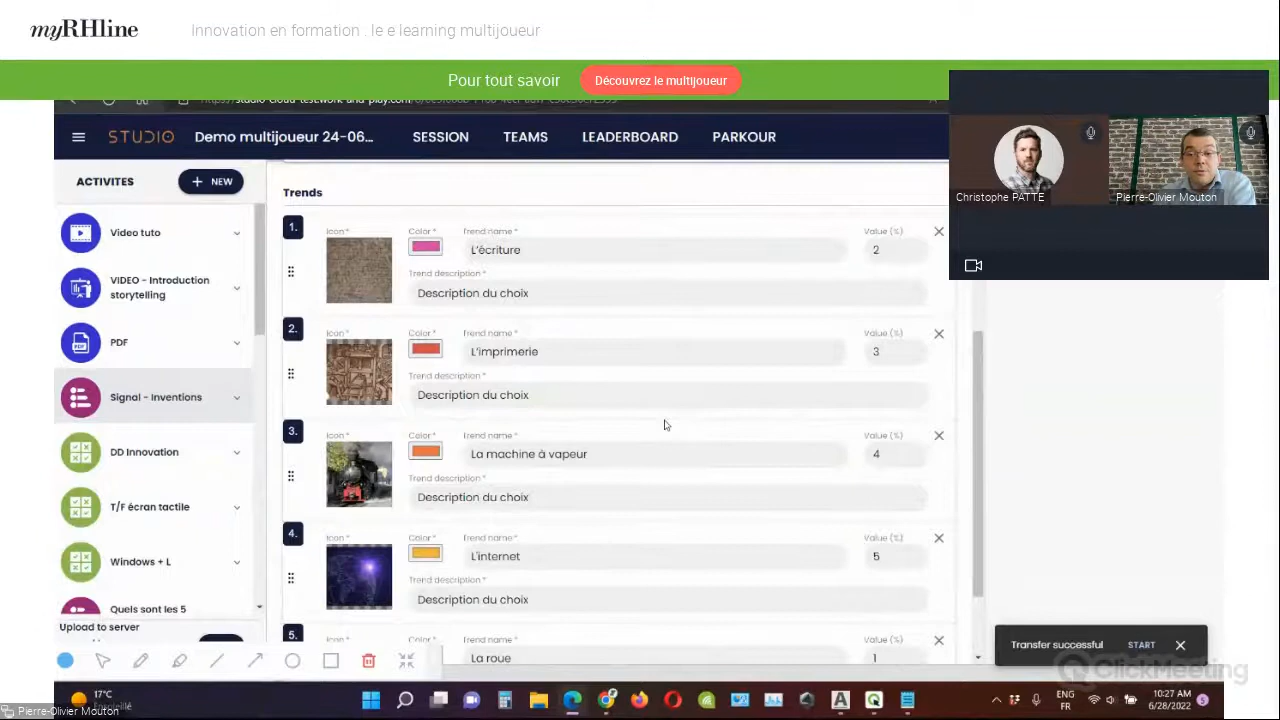 myRHline
Innovation en formation : le e learning multijoueur
Pour tout savoir
Découvrez le multijoueur
STUDIO
Demo multijoueur 24-06...
SESSION
TEAMS
LEADERBOARD
PARKOUR
Christophe PATTE
Pierre-Olivier Mouton
ACTIVITES
+ NEW
Video tuto
VIDEO - Introduction
storytelling
PDF
Signal - Inventions
DD Innovation
T/F écran tactile
Windows + L
Quels sont les 5
Upload to server
Trends
1.
Icon *
Color *
Trend name *
Value (%)
L'écriture
2
Trend description *
Description du choix
2.
Icon *
Color *
Trend name *
Value (%)
L'imprimerie
3
Trend description *
Description du choix
3.
Icon *
Color *
Trend name *
Value (%)
La machine à vapeur
4
Trend description *
Description du choix
4.
Icon *
Color *
Trend name *
Value (%)
L'internet
5
Trend description *
Description du choix
5.
Icon *
Color *
Trend name *
Value (%)
La roue
1
Transfer successful
START
ClickMeeting
17°C
Ensoleillé
ENG
FR
10:27 AM
6/28/2022
5
Pierre-Olivier Mouton